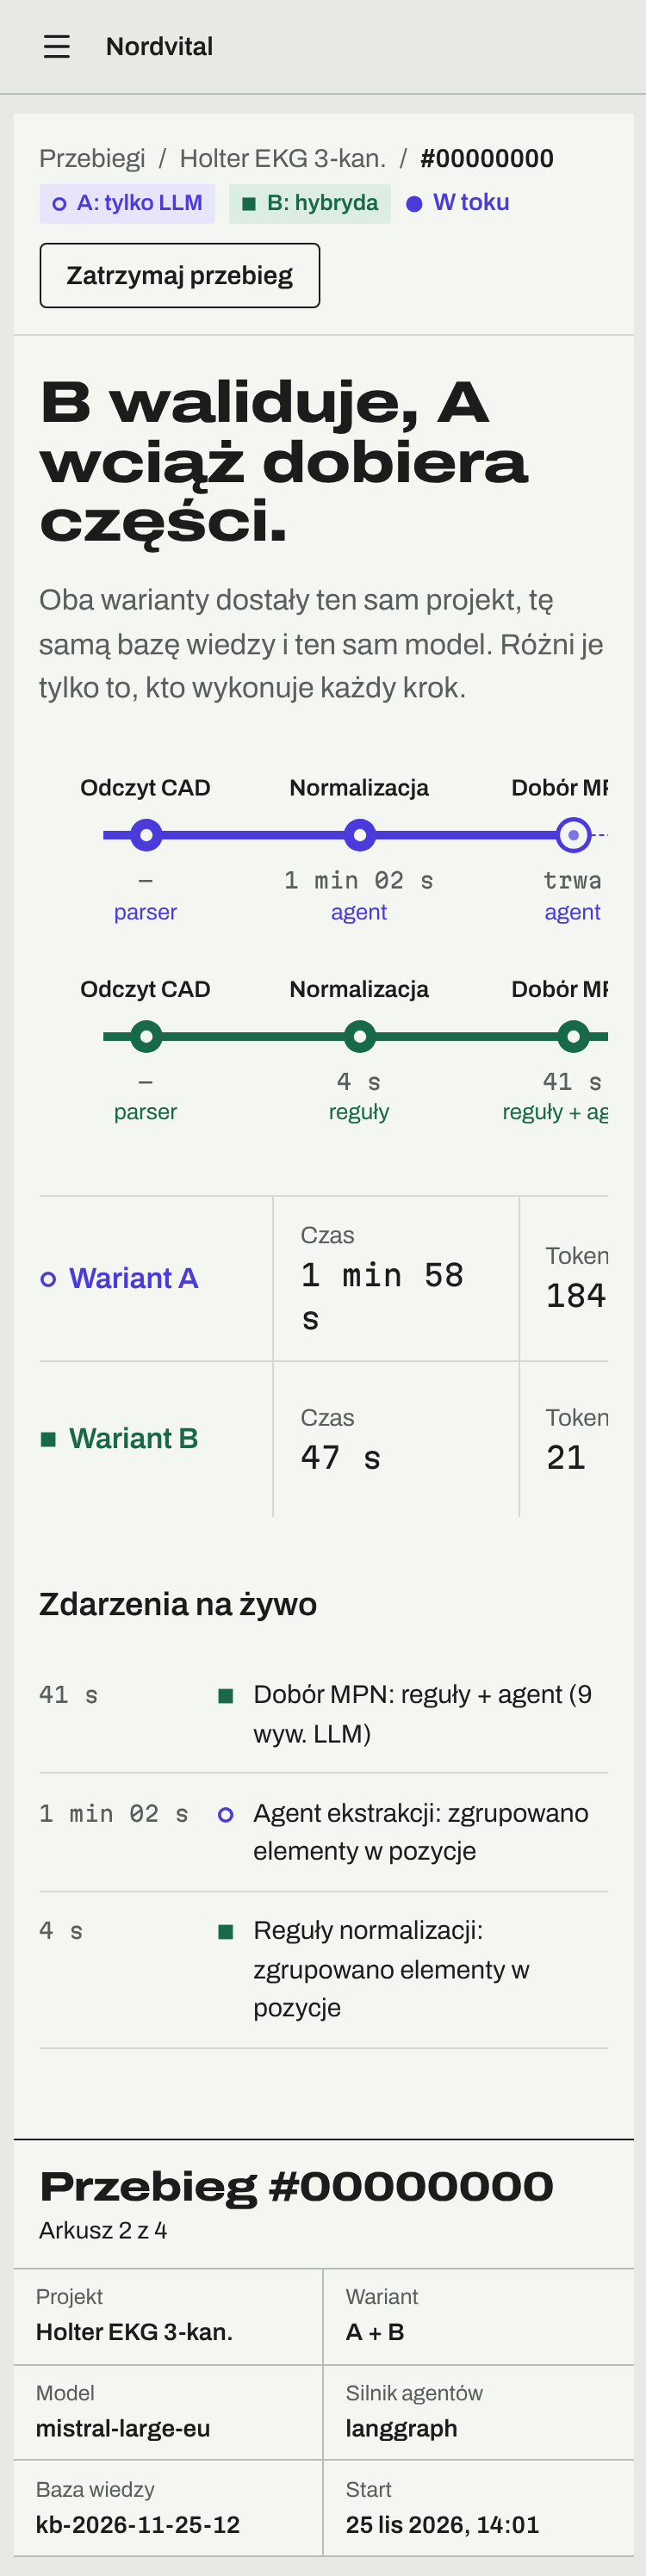 Nordvital
Przebiegi / Holter EKG 3-kan. / #00000000
A: tylko LLM B: hybryda W toku
Zatrzymaj przebieg
B waliduje, A
wciąż dobiera
części.
Oba warianty dostały ten sam projekt, tę
samą bazę wiedzy i ten sam model. Różni je
tylko to, kto wykonuje każdy krok.
Odczyt CAD Normalizacja Dobór
– 1 min 02 s trwa
parser agent agent
Odczyt CAD Normalizacja Dobór
– 4 s 41 s
parser reguły reguły +
Czas
Wariant A 1 min 58
s
Token
184
Czas
Wariant B 47 s
Token
21
Zdarzenia na żywo
41 s Dobór MPN: reguły + agent (9
wyw. LLM)
1 min 02 s Agent ekstrakcji: zgrupowano
elementy w pozycje
4 s Reguły normalizacji:
zgrupowano elementy w
pozycje
Przebieg #00000000
Arkusz 2 z 4
Projekt Wariant
Holter EKG 3-kan. A + B
Model Silnik agentów
mistral-large-eu langgraph
Baza wiedzy Start
kb-2026-11-25-12 25 lis 2026, 14:01